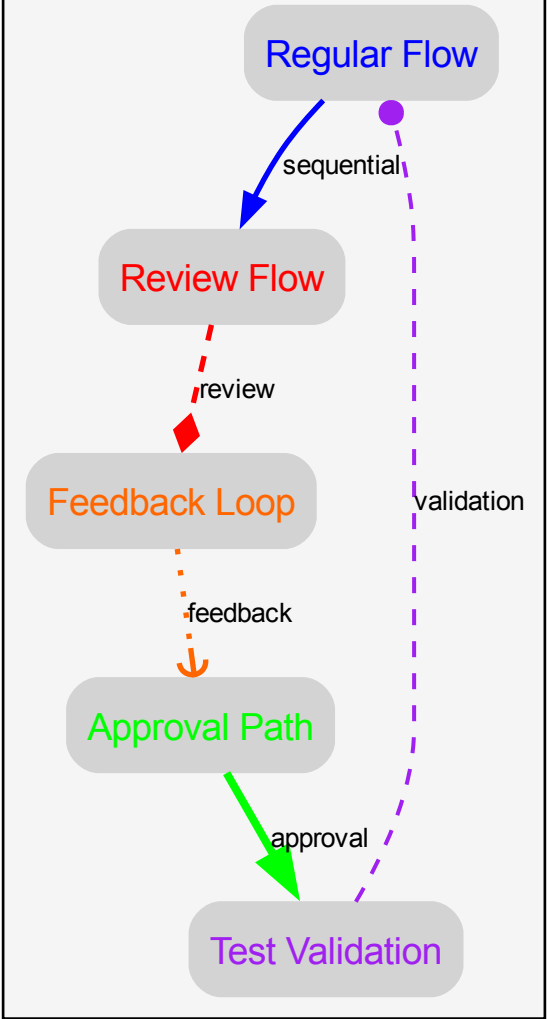 Regular Flow
sequential
Review Flow
review
Feedback Loop
validation
feedback
Approval Path
approval
Test Validation